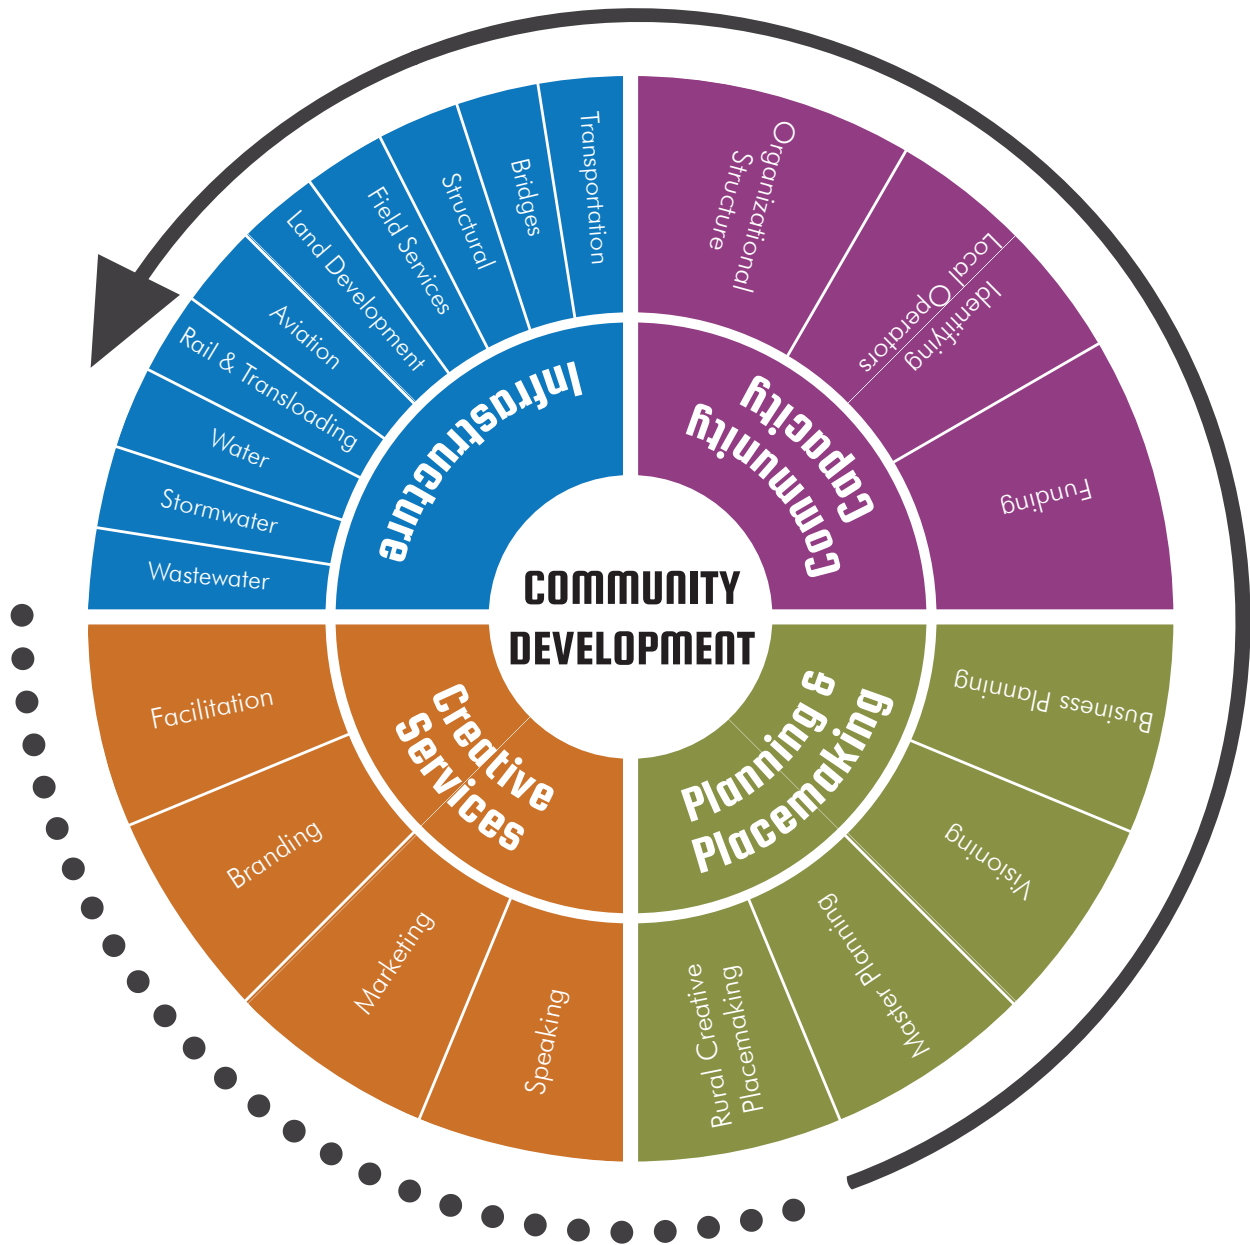 COMMUNITY
DEVELOPMENT
Infrastructure
Wastewater
Stormwater
Water
Rail & Transloading
Aviation
Land Development
Field Services
Structural
Bridges
Transportation
Community
Capacity
Organizational
Structure
Identifying
Local Operators
Funding
Planning &
Placemaking
Business Planning
Visioning
Master Planning
Rural Creative
Placemaking
Creative
Services
Speaking
Marketing
Branding
Facilitation